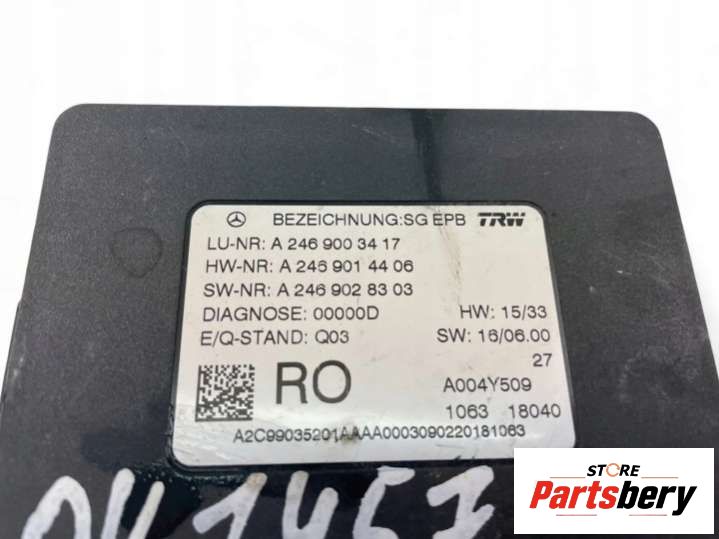 BEZEICHNUNG:SG EPB TRW
LU-NR: A 246 900 34 17
HW-NR: A 246 901 44 06
SW-NR: A 246 902 83 03
DIAGNOSE: 00000D HW: 15/33
E/Q-STAND: Q03 SW: 16/06.00
27
RO A004Y509
1063 18040
A2C99035201AAAA0003090220181063
STORE
Partsbery